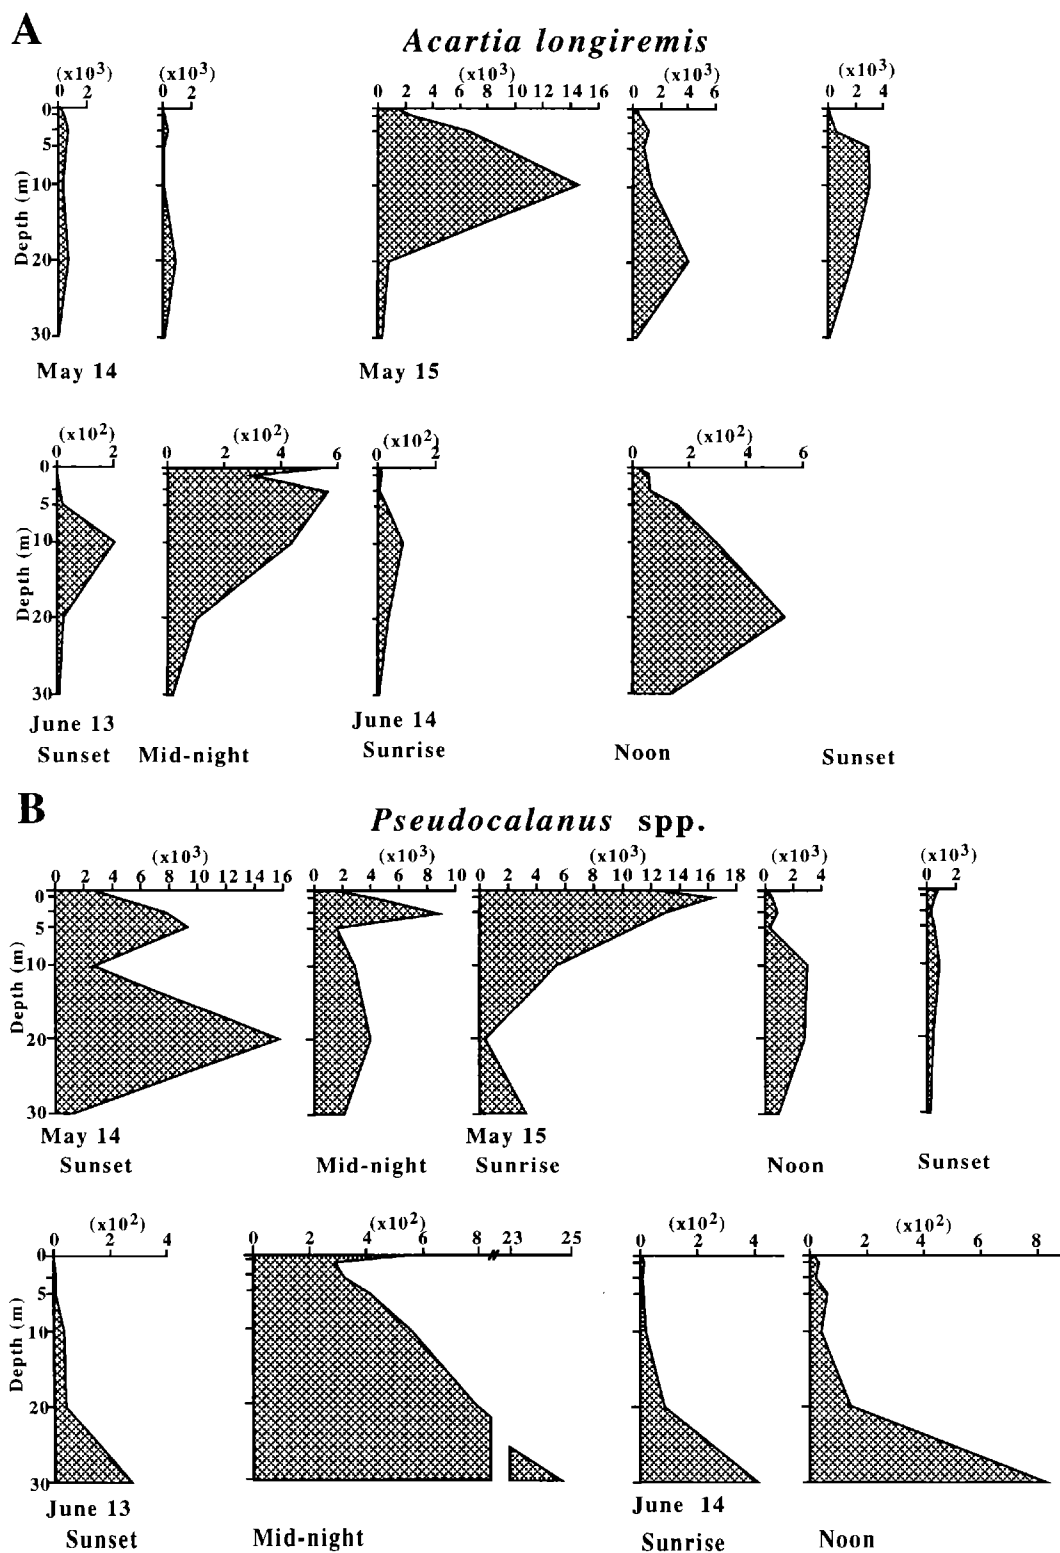 A
Acartia longiremis
(x10³) (x10³) (x10³) (x10³) (x10³)
0 2 0 2 0 2 4 6 8 10 12 14 16 0 2 4 6 0 2 4
0
5
10
20
30
Depth (m)
May 14 May 15
(x10²) (x10²) (x10²) (x10²)
0 2 0 2 4 6 0 2 0 2 4 6
0
5
10
20
30
Depth (m)
June 13 June 14
Sunset Mid-night Sunrise Noon Sunset
B
Pseudocalanus spp.
(x10³) (x10³) (x10³) (x10³) (x10³)
0 2 4 6 8 10 12 14 16 0 2 4 6 8 10 0 2 4 6 8 10 12 14 16 18 0 2 4 0 2
0
5
10
20
30
Depth (m)
May 14 May 15
Sunset Mid-night Sunrise Noon Sunset
(x10²) (x10²) (x10²) (x10²)
0 2 4 0 2 4 6 8 23 25 0 2 4 0 2 4 6 8
0
5
10
20
30
Depth (m)
June 13 June 14
Sunset Mid-night Sunrise Noon